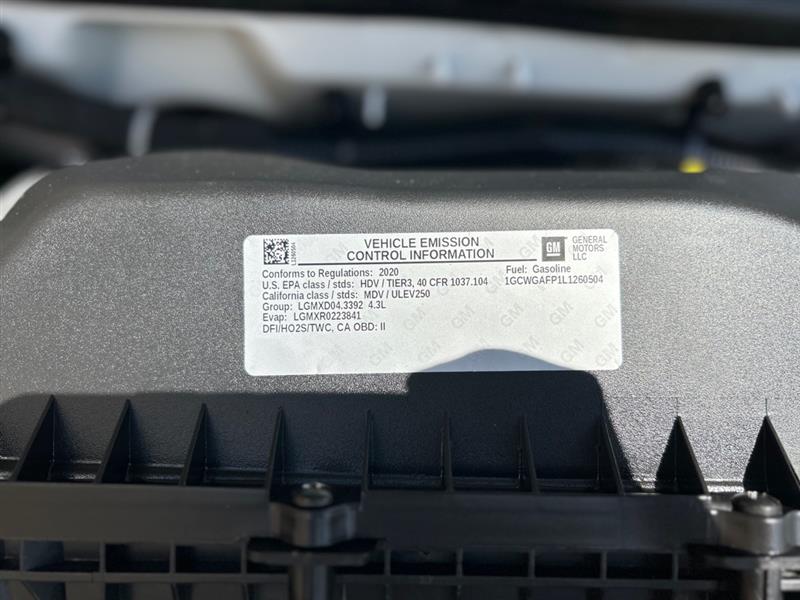 L1260504
VEHICLE EMISSION
CONTROL INFORMATION
GM
GENERAL
MOTORS
LLC
Conforms to Regulations: 2020
Fuel: Gasoline
U.S. EPA class / stds: HDV / TIER3, 40 CFR 1037.104
1GCWGAFP1L1260504
California class / stds: MDV / ULEV250
Group: LGMXD04.3392 4.3L
Evap: LGMXR0223841
DFI/HO2S/TWC, CA OBD: II